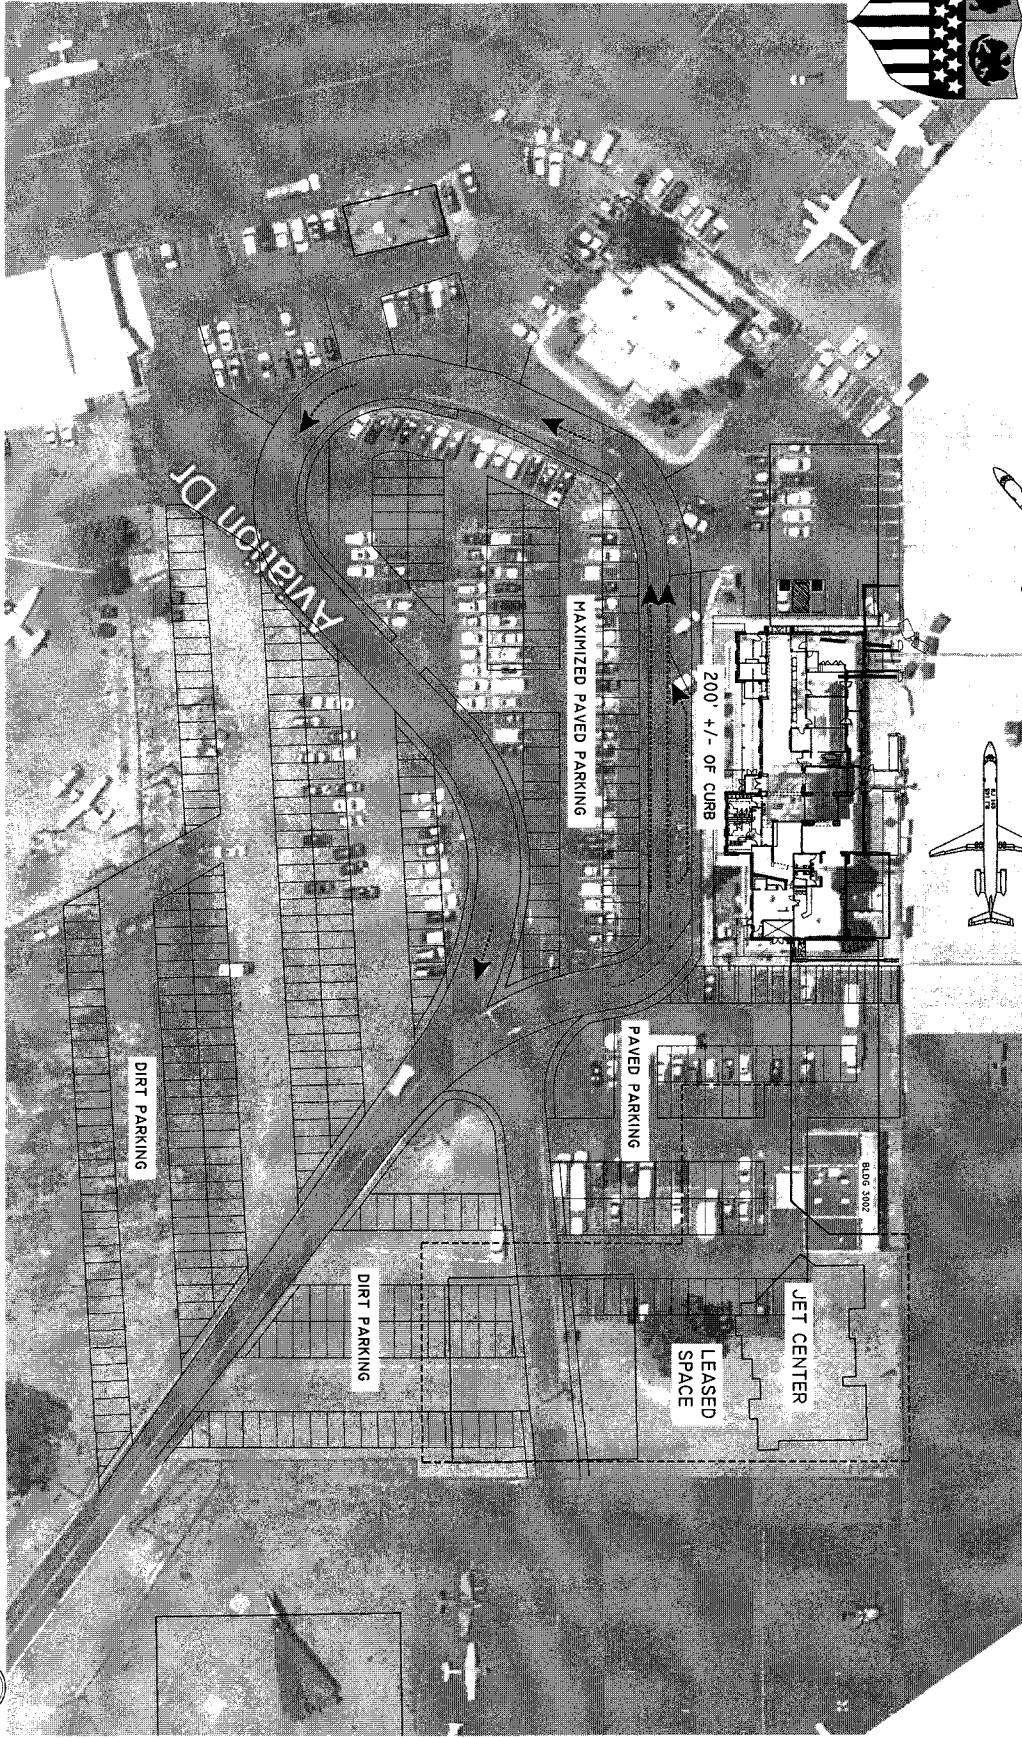 Aviation Dr
MAXIMIZED PAVED PARKING
200' +/- OF CURB
PAVED PARKING
BLDG 3002
JET CENTER
LEASED
SPACE
DIRT PARKING
DIRT PARKING